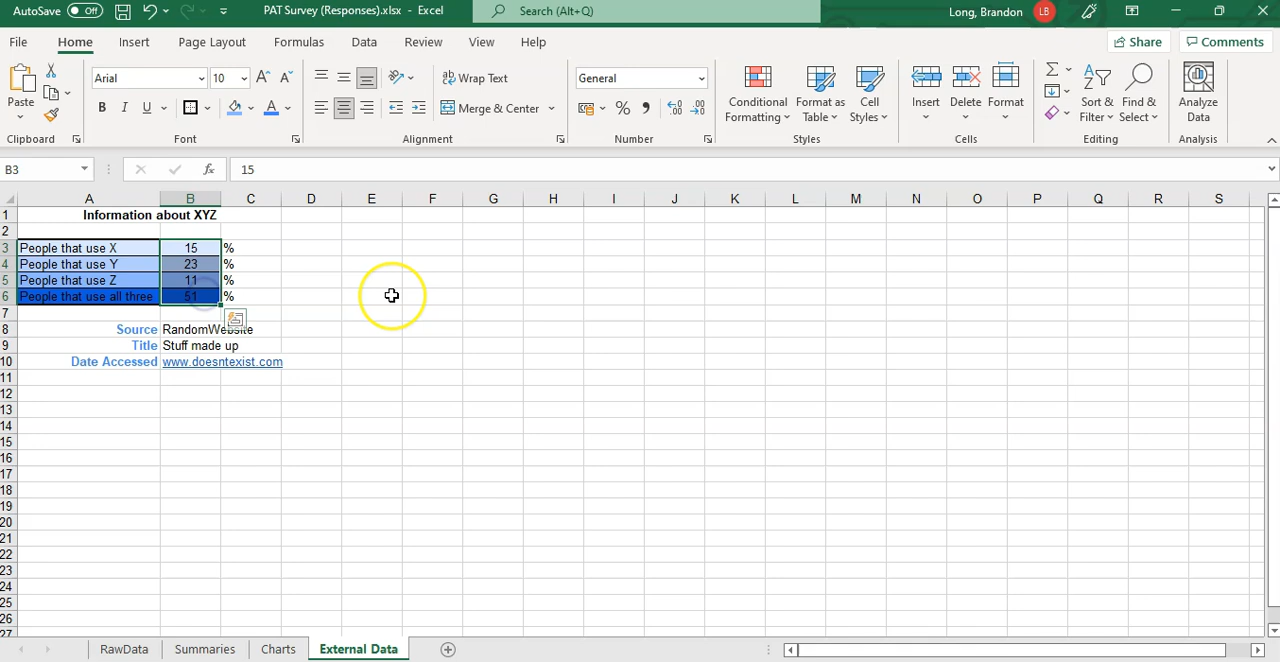 AutoSave Off PAT Survey (Responses).xlsx - Excel Search (Alt+Q) Long, Brandon LB
File Home Insert Page Layout Formulas Data Review View Help Share Comments
Paste Arial 10 A A B I U A ab Wrap Text Merge & Center General % , Conditional Formatting Format as Table Cell Styles Insert Delete Format Sort & Filter Find & Select Analyze Data
Clipboard Font Alignment Number Styles Cells Editing Analysis
B3 fx 15
A B C D E F G H I J K L M N O P Q R S
1 Information about XYZ
2
3 People that use X 15 %
4 People that use Y 23 %
5 People that use Z 11 %
6 People that use all three 51 %
7
8 Source RandomWebsite
9 Title Stuff made up
10 Date Accessed www.doesntexist.com
11
12
13
14
15
16
17
18
19
20
21
22
23
24
25
26
27
RawData Summaries Charts External Data